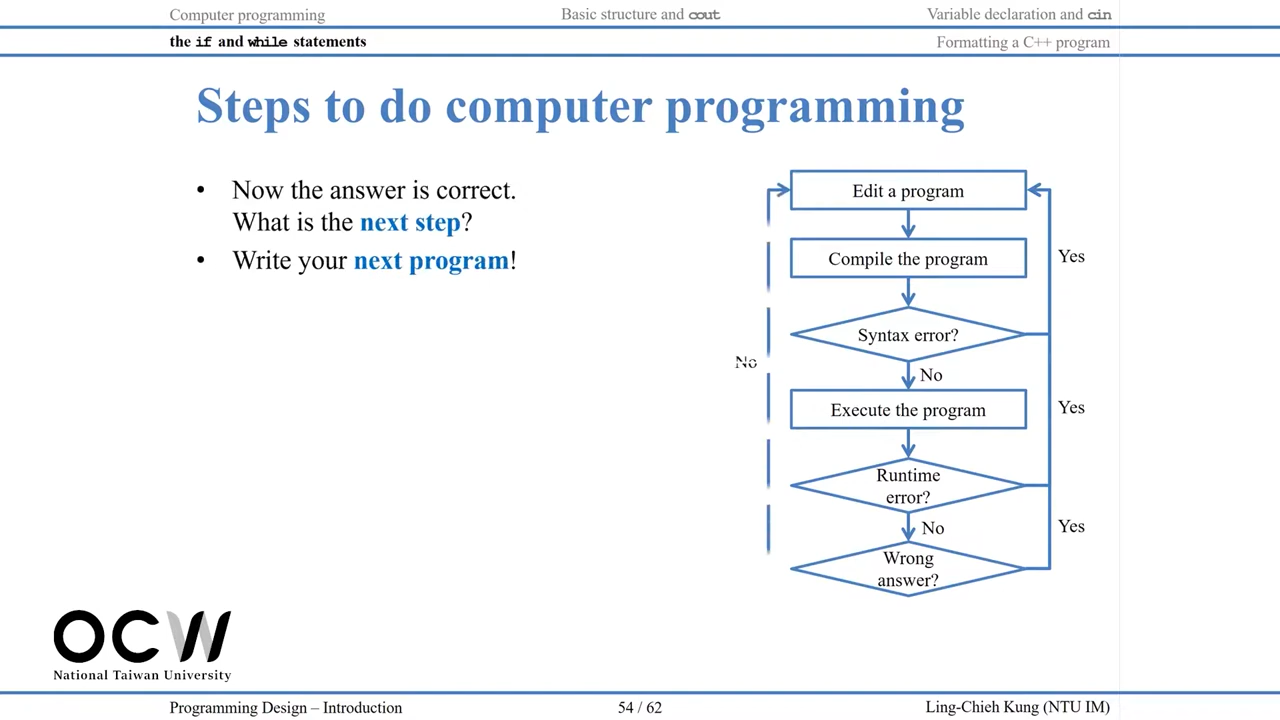 Computer programming
Basic structure and cout
Variable declaration and cin
the if and while statements
Formatting a C++ program
Steps to do computer programming
• Now the answer is correct.
What is the next step?
• Write your next program!
Edit a program
Compile the program
Yes
Syntax error?
No
No
Execute the program
Yes
Runtime
error?
No
Yes
Wrong
answer?
OCW
National Taiwan University
Programming Design – Introduction
54 / 62
Ling-Chieh Kung (NTU IM)